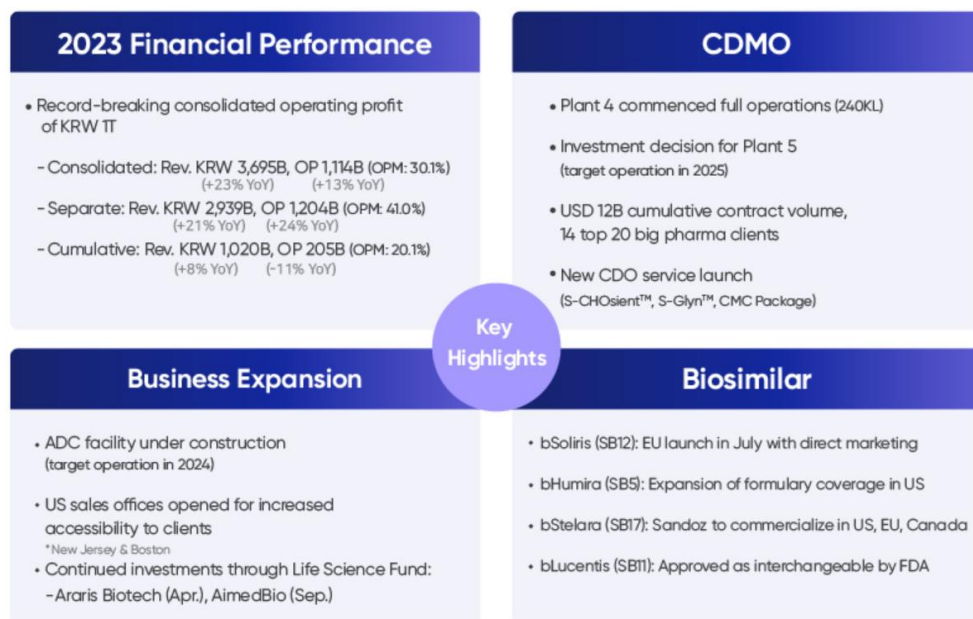 2023 Financial Performance
• Record-breaking consolidated operating profit
of KRW 1T
- Consolidated: Rev. KRW 3,695B, OP 1,114B (OPM: 30.1%)
(+23% YoY) (+13% YoY)
- Separate: Rev. KRW 2,939B, OP 1,204B (OPM: 41.0%)
(+21% YoY) (+24% YoY)
- Cumulative: Rev. KRW 1,020B, OP 205B (OPM: 20.1%)
(+8% YoY) (-11% YoY)
CDMO
• Plant 4 commenced full operations (240KL)
• Investment decision for Plant 5
(target operation in 2025)
• USD 12B cumulative contract volume,
14 top 20 big pharma clients
• New CDO service launch
(S-CHOsient™, S-Glyn™, CMC Package)
Key
Highlights
Business Expansion
• ADC facility under construction
(target operation in 2024)
• US sales offices opened for increased
accessibility to clients
*New Jersey & Boston
• Continued investments through Life Science Fund:
- Araris Biotech (Apr.), AimedBio (Sep.)
Biosimilar
• bSoliris (SB12): EU launch in July with direct marketing
• bHumira (SB5): Expansion of formulary coverage in US
• bStelara (SB17): Sandoz to commercialize in US, EU, Canada
• bLucentis (SB11): Approved as interchangeable by FDA